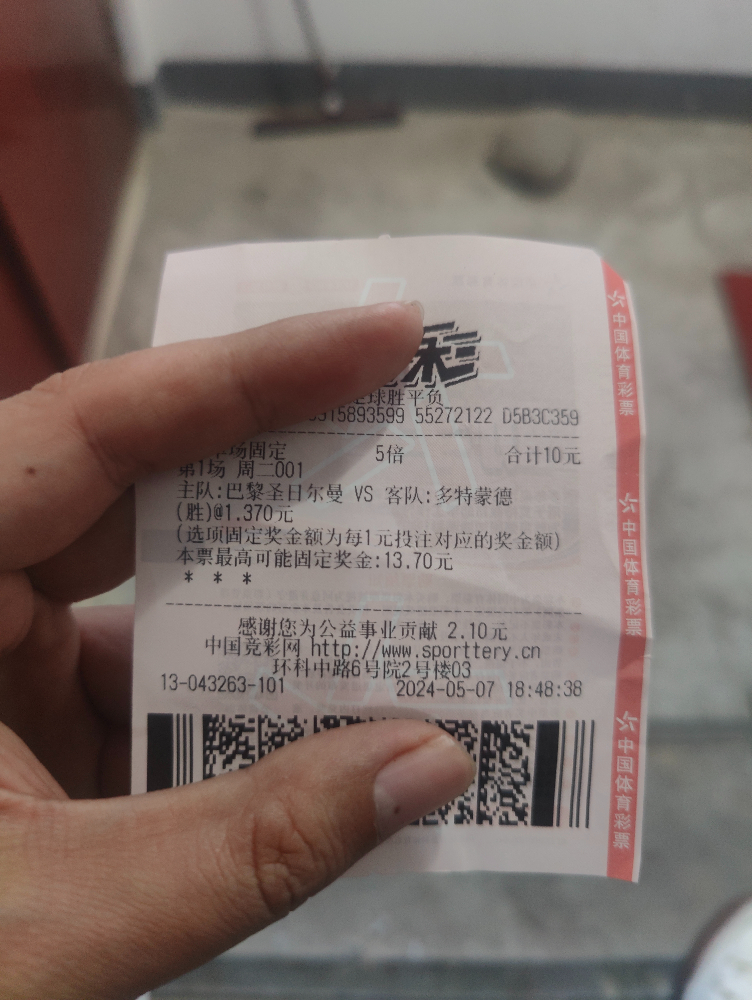 彩
足球胜平负
5515893599 55272122 D5B3C359
场固定 5倍 合计10元
第1场 周二001
主队:巴黎圣日尔曼 VS 客队:多特蒙德
(胜)@1.370元
(选项固定奖金额为每1元投注对应的奖金额)
本票最高可能固定奖金:13.70元
* * *
感谢您为公益事业贡献 2.10元
中国竞彩网 http://www.sporttery.cn
环科中路6号院2号楼03
13-043263-101 2024-05-07 18:48:38
中国体育彩票
中国体育彩票
中国体育彩票